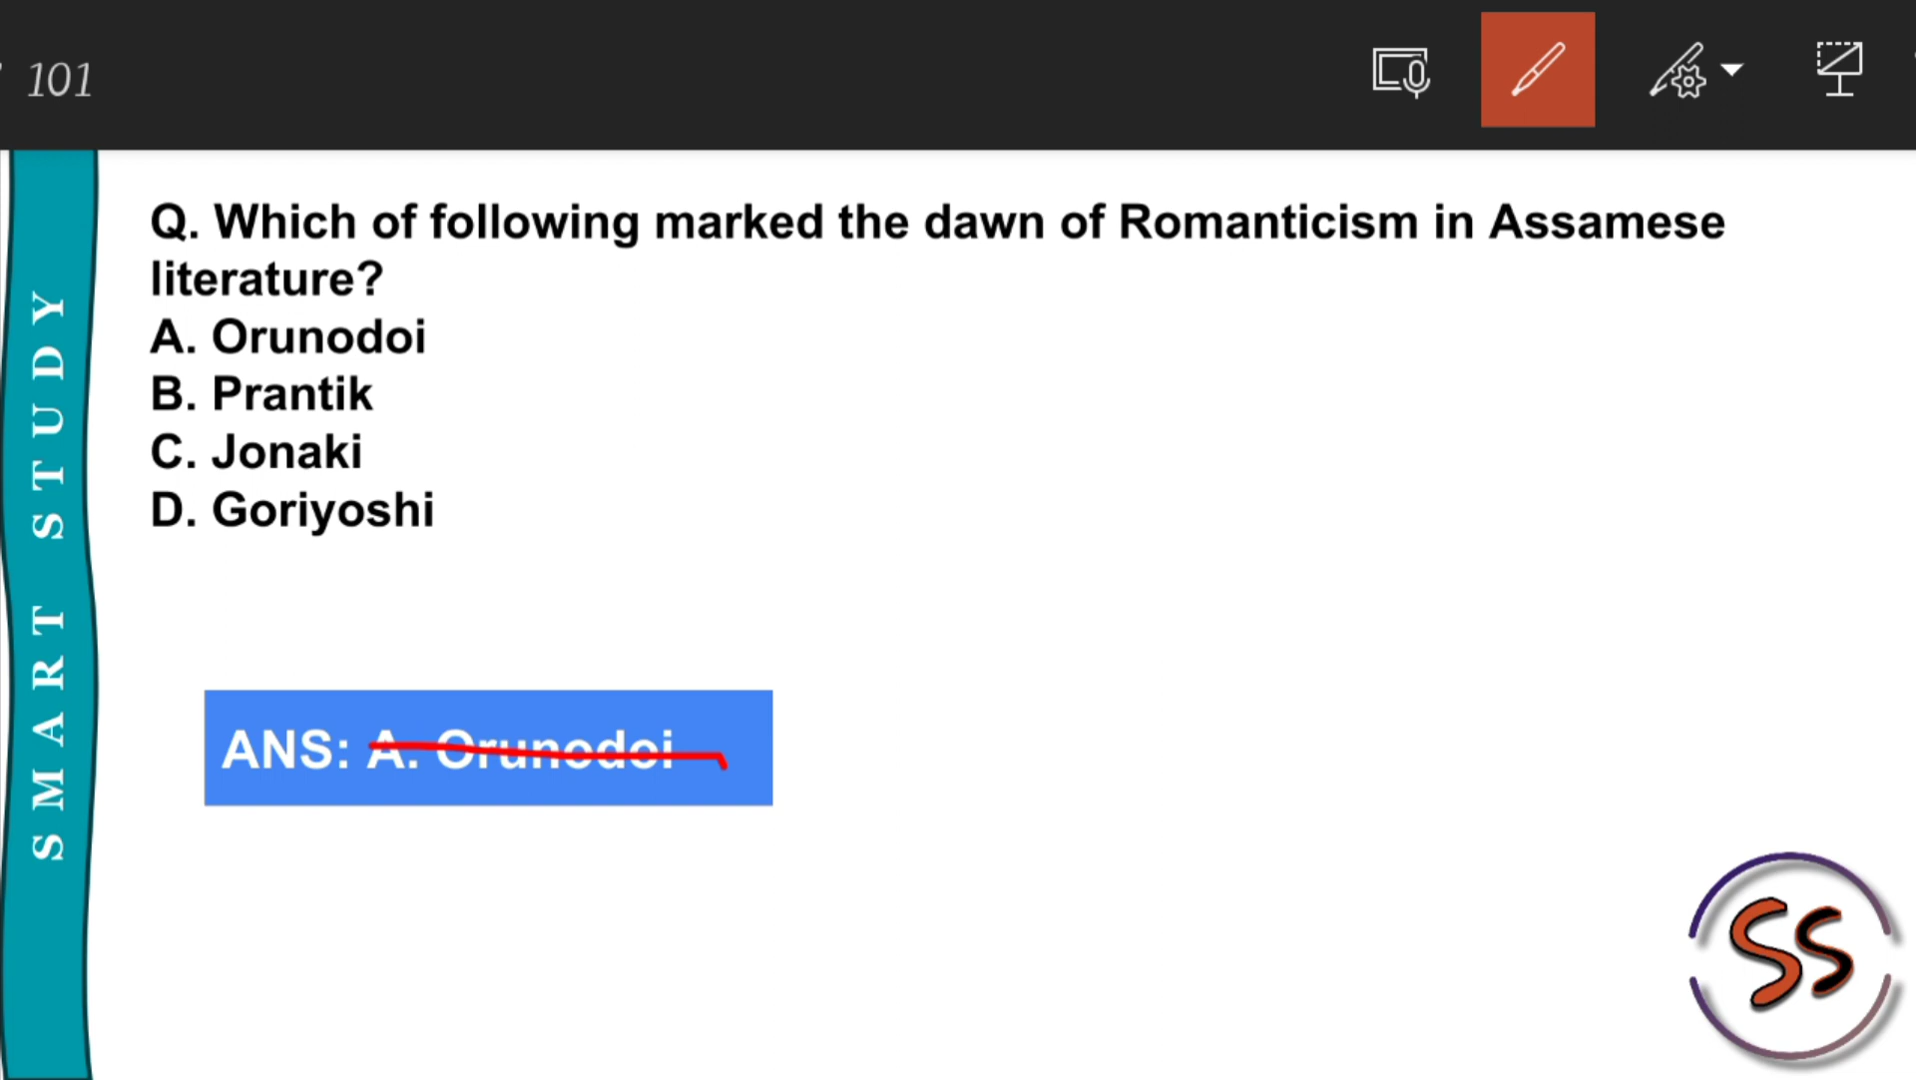 101
Q. Which of following marked the dawn of Romanticism in Assamese
literature?
A. Orunodoi
B. Prantik
C. Jonaki
D. Goriyoshi
ANS: A. Orunodoi
SMART STUDY
SS